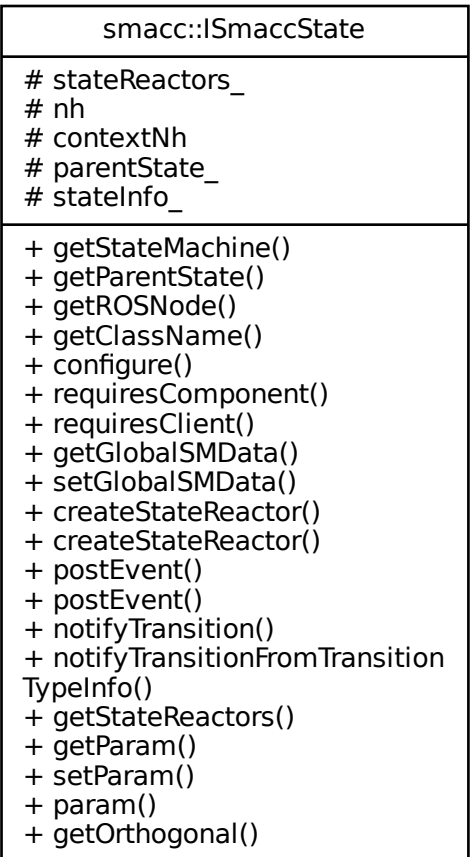 smacc::ISmaccState
# stateReactors_
# nh
# contextNh
# parentState_
# stateInfo_
+ getStateMachine()
+ getParentState()
+ getROSNode()
+ getClassName()
+ configure()
+ requiresComponent()
+ requiresClient()
+ getGlobalSMData()
+ setGlobalSMData()
+ createStateReactor()
+ createStateReactor()
+ postEvent()
+ postEvent()
+ notifyTransition()
+ notifyTransitionFromTransition
TypeInfo()
+ getStateReactors()
+ getParam()
+ setParam()
+ param()
+ getOrthogonal()